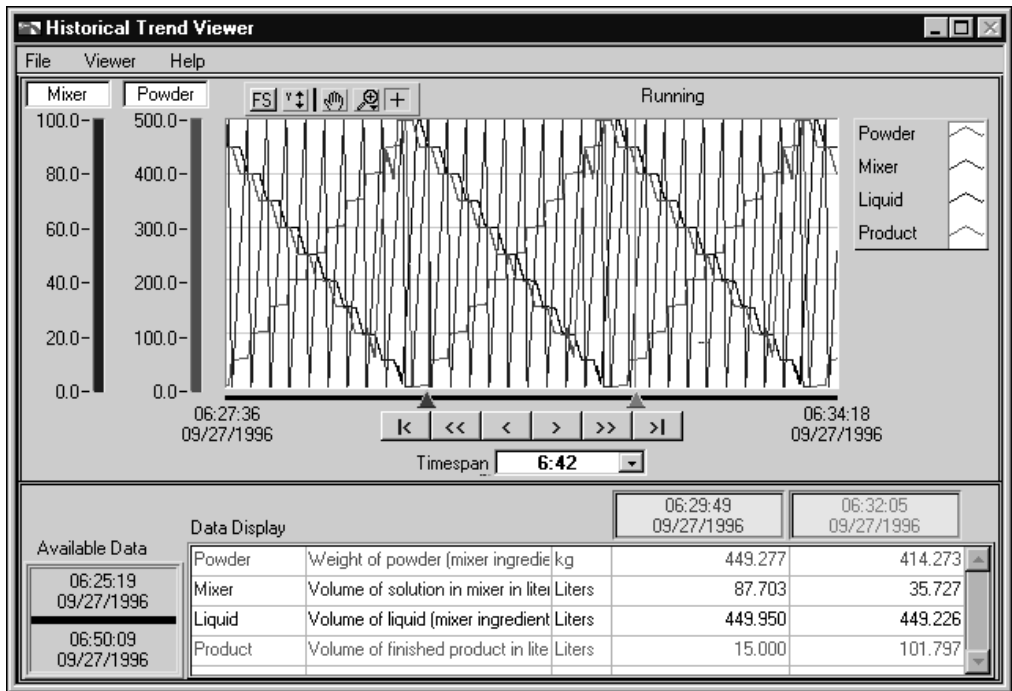 Historical Trend Viewer
File Viewer Help
Mixer Powder FS Y Running
100.0 500.0
80.0 400.0
60.0 300.0
40.0 200.0
20.0 100.0
0.0 0.0
Powder
Mixer
Liquid
Product
06:27:36
09/27/1996
06:34:18
09/27/1996
|< << < > >> >|
Timespan 6:42
06:29:49
09/27/1996
06:32:05
09/27/1996
Available Data
06:25:19
09/27/1996
06:50:09
09/27/1996
Data Display
Powder Weight of powder (mixer ingredie kg 449.277 414.273
Mixer Volume of solution in mixer in liter Liters 87.703 35.727
Liquid Volume of liquid (mixer ingredient Liters 449.950 449.226
Product Volume of finished product in lite Liters 15.000 101.797